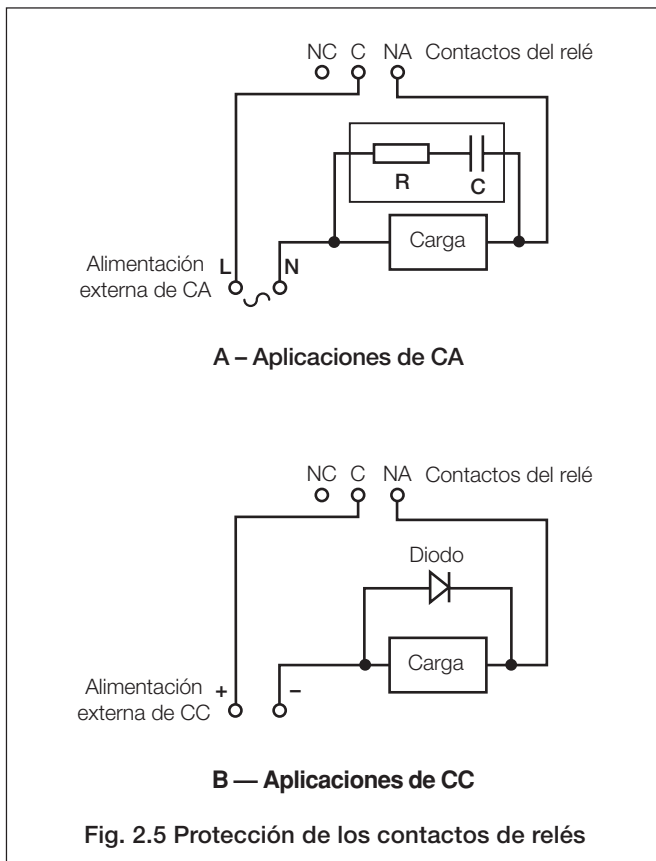 NC C NA Contactos del relé
R C
Carga
Alimentación
externa de CA
L N
A – Aplicaciones de CA
NC C NA Contactos del relé
Diodo
Carga
Alimentación
externa de CC
+ –
B — Aplicaciones de CC
Fig. 2.5 Protección de los contactos de relés